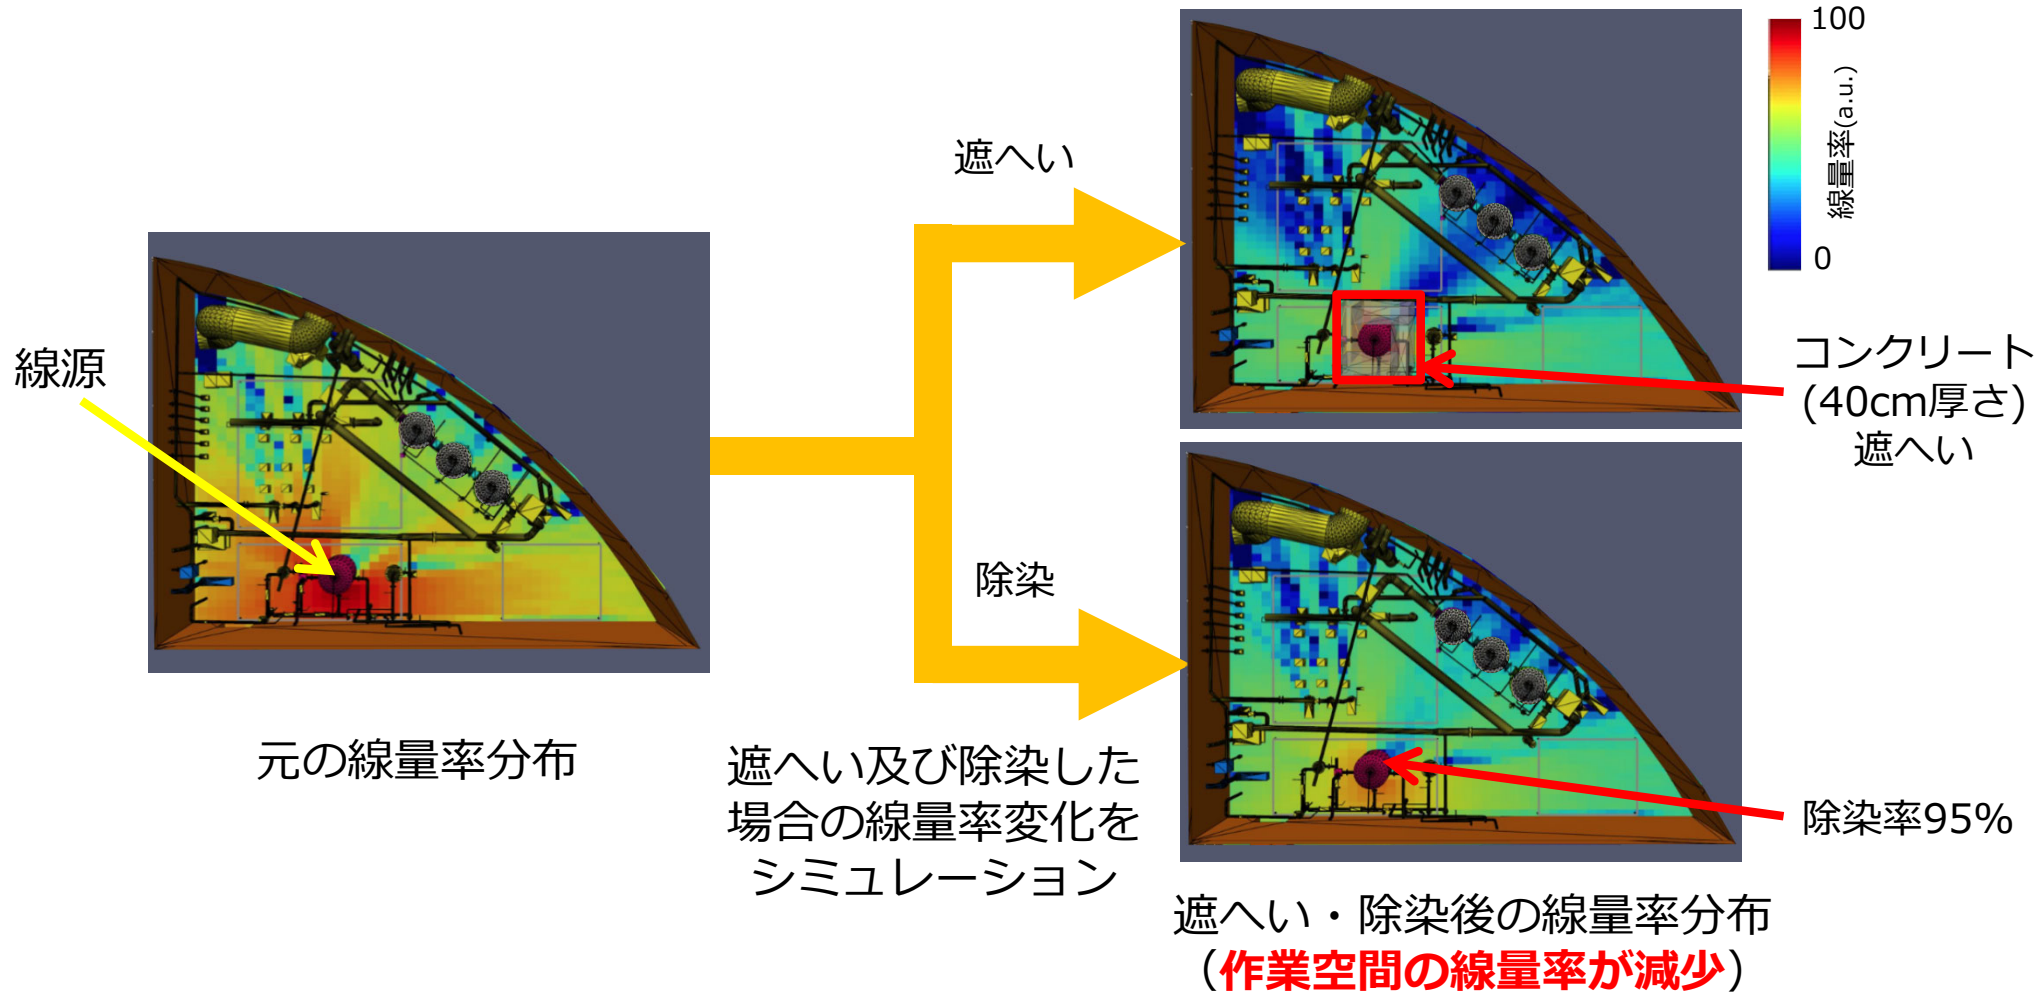 線源
元の線量率分布
遮へい
除染
遮へい及び除染した
場合の線量率変化を
シミュレーション
100
線量率(a.u.)
0
コンクリート
(40cm厚さ)
遮へい
除染率95%
遮へい・除染後の線量率分布
（作業空間の線量率が減少）